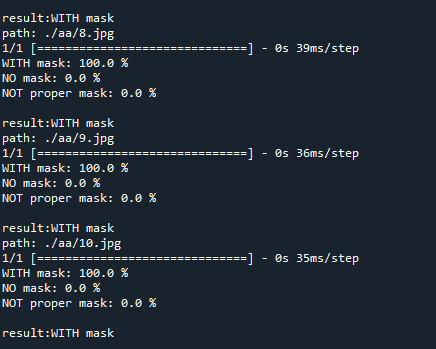 result:WITH mask
path: ./aa/8.jpg
1/1 [==============================] - 0s 39ms/step
WITH mask: 100.0 %
NO mask: 0.0 %
NOT proper mask: 0.0 %
result:WITH mask
path: ./aa/9.jpg
1/1 [==============================] - 0s 36ms/step
WITH mask: 100.0 %
NO mask: 0.0 %
NOT proper mask: 0.0 %
result:WITH mask
path: ./aa/10.jpg
1/1 [==============================] - 0s 35ms/step
WITH mask: 100.0 %
NO mask: 0.0 %
NOT proper mask: 0.0 %
result:WITH mask